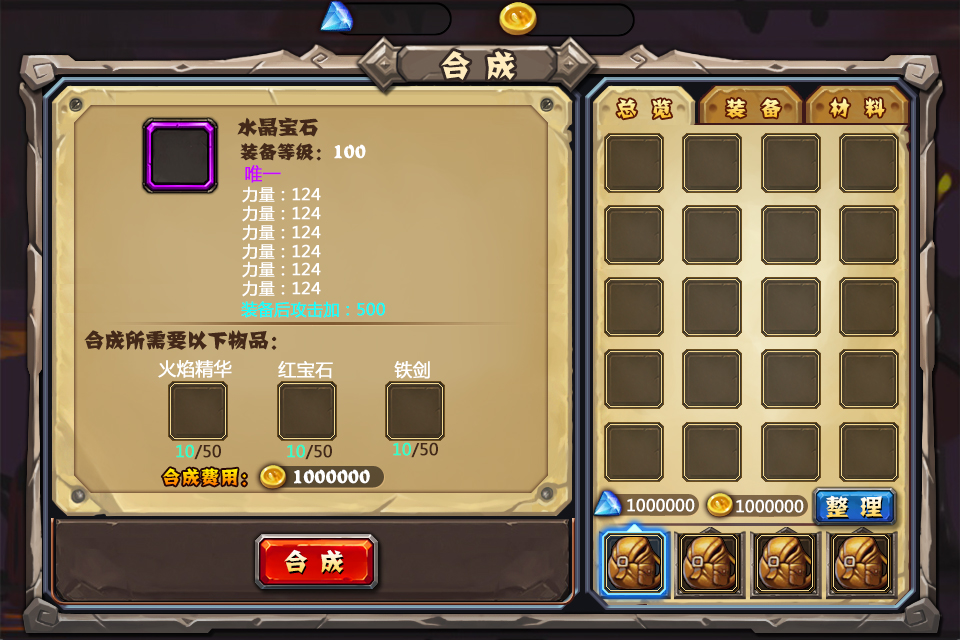 合成
总览 装备 材料
水晶宝石
装备等级：100
唯一
力量：124
力量：124
力量：124
力量：124
力量：124
力量：124
装备后攻击加：500
合成所需要以下物品：
火焰精华 红宝石 铁剑
10/50 10/50 10/50
合成费用：1000000
合成
1000000 1000000 整理